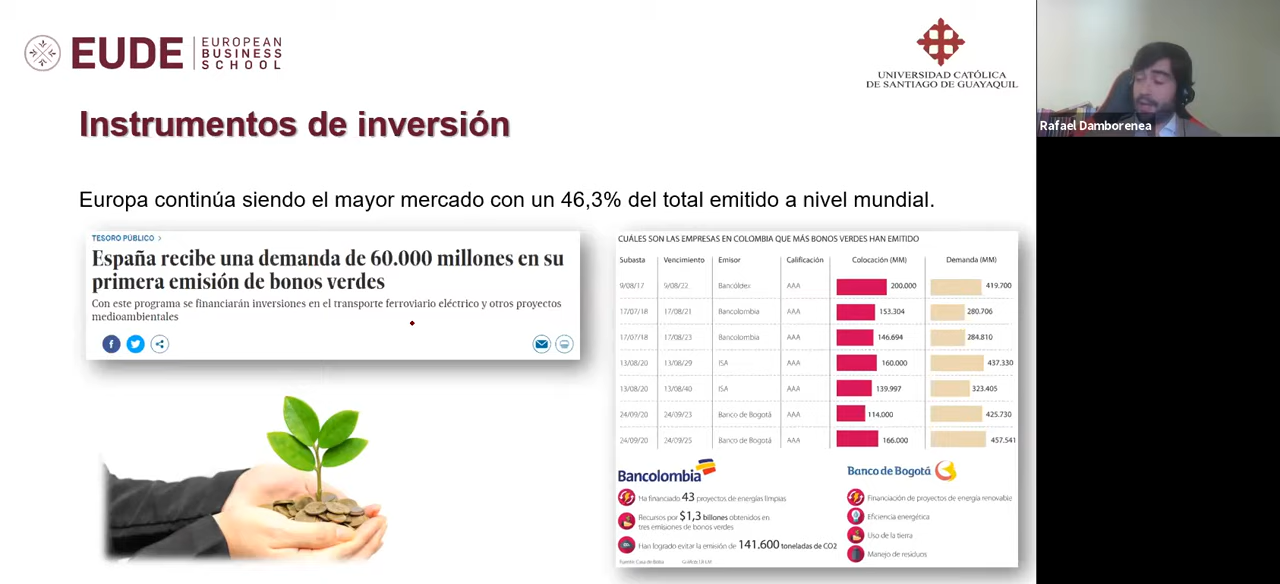 EUDE
EUROPEAN
BUSINESS
SCHOOL
UNIVERSIDAD CATÓLICA
DE SANTIAGO DE GUAYAQUIL
Rafael Damborenea
Instrumentos de inversión
Europa continúa siendo el mayor mercado con un 46,3% del total emitido a nivel mundial.
TESORO PÚBLICO >
España recibe una demanda de 60.000 millones en su
primera emisión de bonos verdes
Con este programa se financiarán inversiones en el transporte ferroviario eléctrico y otros proyectos
medioambientales
CUÁLES SON LAS EMPRESAS EN COLOMBIA QUE MÁS BONOS VERDES HAN EMITIDO
Subasta Vencimiento Emisor Calificación Colocación (MM) Demanda (MM)
9/08/17 9/08/22 Bancóldex AAA 200.000 419.700
17/07/18 17/08/21 Bancolombia AAA 153.304 280.706
17/07/18 17/08/23 Bancolombia AAA 146.694 284.810
13/08/20 13/08/29 ISA AAA 160.000 437.330
13/08/20 13/08/40 ISA AAA 139.997 323.405
24/09/20 24/09/23 Banco de Bogotá AAA 114.000 425.730
24/09/20 24/09/25 Banco de Bogotá AAA 166.000 457.541
Bancolombia
Ha financiado 43 proyectos de energías limpias
Recursos por $1,3 billones obtenidos en
tres emisiones de bonos verdes
Han logrado evitar la emisión de 141.600 toneladas de CO2
Banco de Bogotá
Financiación de proyectos de energía renovable
Eficiencia energética
Uso de la tierra
Manejo de residuos
Fuente: Casa de Bolsa
Gráfico: LR-LM